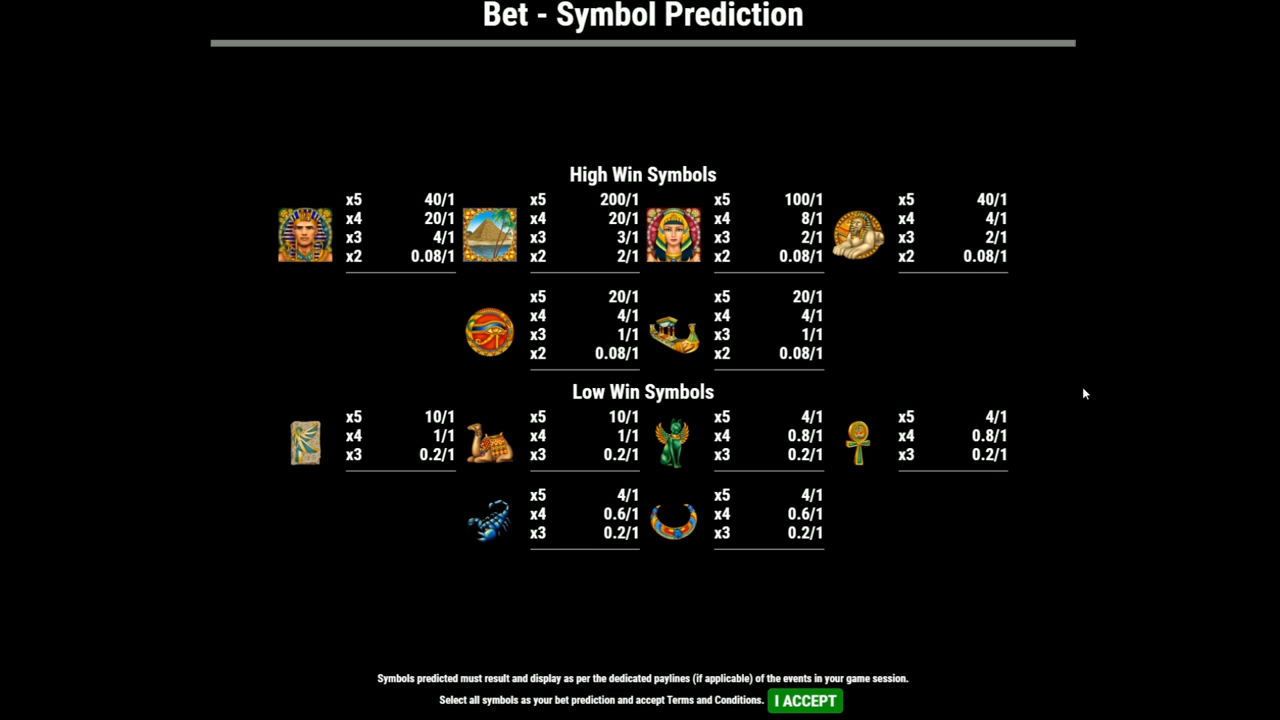 Bet - Symbol Prediction
High Win Symbols
x5 40/1 x5 200/1 x5 100/1 x5 40/1
x4 20/1 x4 20/1 x4 8/1 x4 4/1
x3 4/1 x3 3/1 x3 2/1 x3 2/1
x2 0.08/1 x2 2/1 x2 0.08/1 x2 0.08/1
x5 20/1 x5 20/1
x4 4/1 x4 4/1
x3 1/1 x3 1/1
x2 0.08/1 x2 0.08/1
Low Win Symbols
x5 10/1 x5 10/1 x5 4/1 x5 4/1
x4 1/1 x4 1/1 x4 0.8/1 x4 0.8/1
x3 0.2/1 x3 0.2/1 x3 0.2/1 x3 0.2/1
x5 4/1 x5 4/1
x4 0.6/1 x4 0.6/1
x3 0.2/1 x3 0.2/1
Symbols predicted must result and display as per the dedicated paylines (if applicable) of the events in your game session.
Select all symbols as your bet prediction and accept Terms and Conditions. I ACCEPT